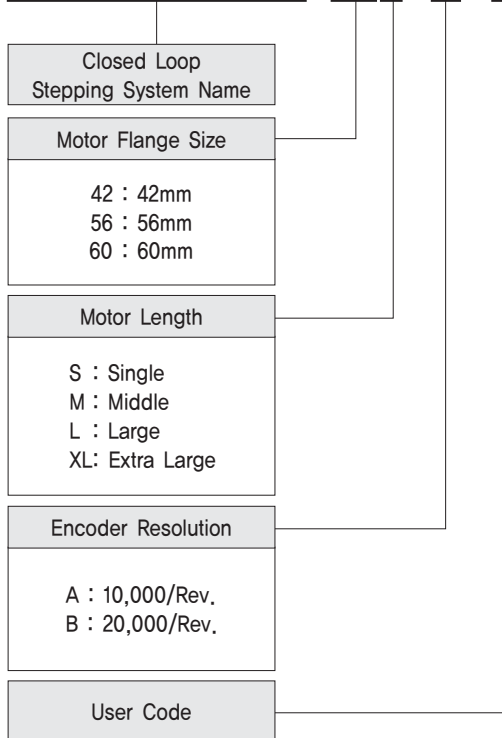 Closed Loop
Stepping System Name
Motor Flange Size
42 : 42mm
56 : 56mm
60 : 60mm
Motor Length
S : Single
M : Middle
L : Large
XL: Extra Large
Encoder Resolution
A : 10,000/Rev.
B : 20,000/Rev.
User Code